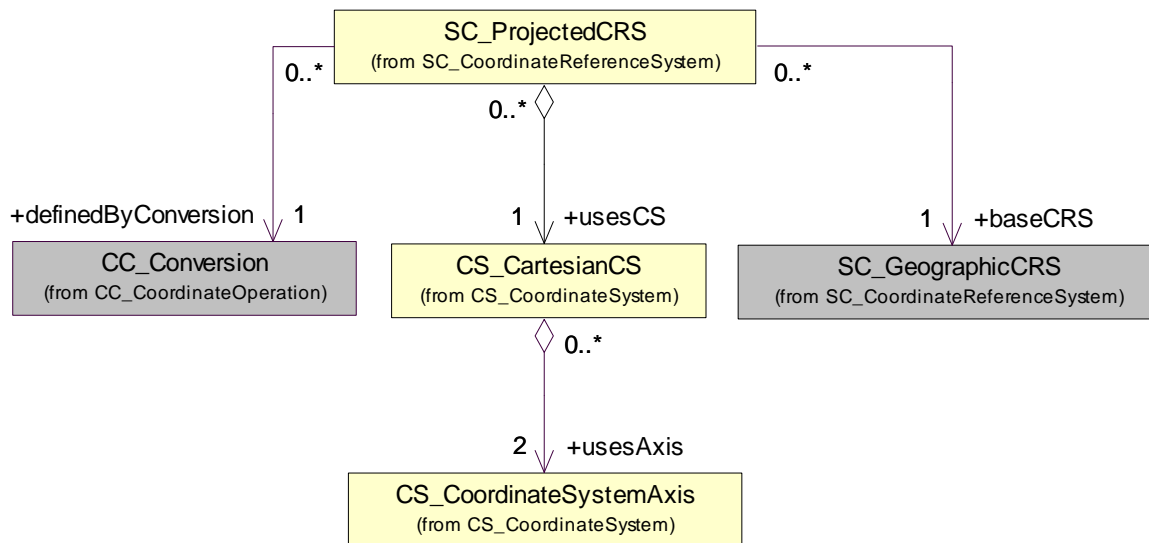 SC_ProjectedCRS
(from SC_CoordinateReferenceSystem)
0..*
0..*
0..*
+definedByConversion 1
1 +usesCS
1 +baseCRS
CC_Conversion
(from CC_CoordinateOperation)
CS_CartesianCS
(from CS_CoordinateSystem)
SC_GeographicCRS
(from SC_CoordinateReferenceSystem)
0..*
2 +usesAxis
CS_CoordinateSystemAxis
(from CS_CoordinateSystem)